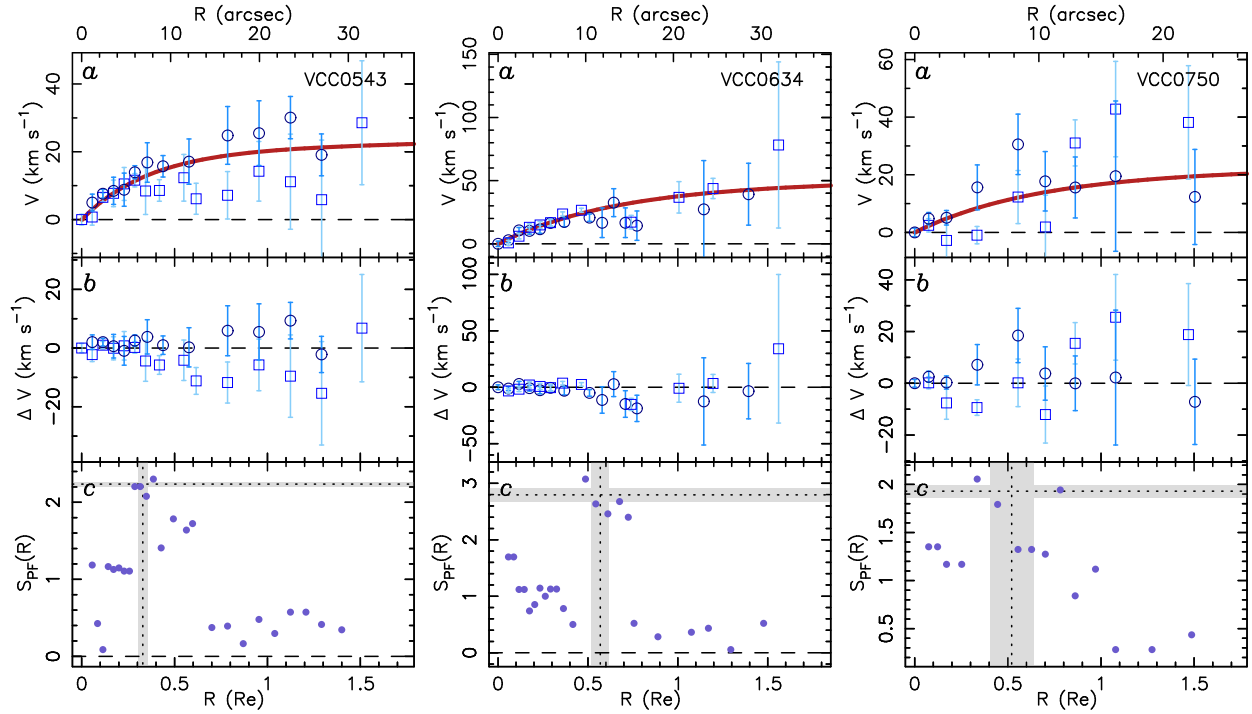 R (arcsec) R (arcsec) R (arcsec)
0 10 20 30 0 10 20 30 0 10 20
a VCC0543 a VCC0634 a VCC0750
V (km s⁻¹) V (km s⁻¹) V (km s⁻¹)
40 20 0 150 100 50 0 60 40 20 0
b b b
Δ V (km s⁻¹) Δ V (km s⁻¹) Δ V (km s⁻¹)
20 0 −20 100 50 0 −50 40 20 0 −20
c c c
S_PF(R) S_PF(R) S_PF(R)
2 1 0 3 2 1 0 2 1.5 1 0.5
0 0.5 1 1.5 0 0.5 1 1.5 0 0.5 1 1.5
R (Re) R (Re) R (Re)